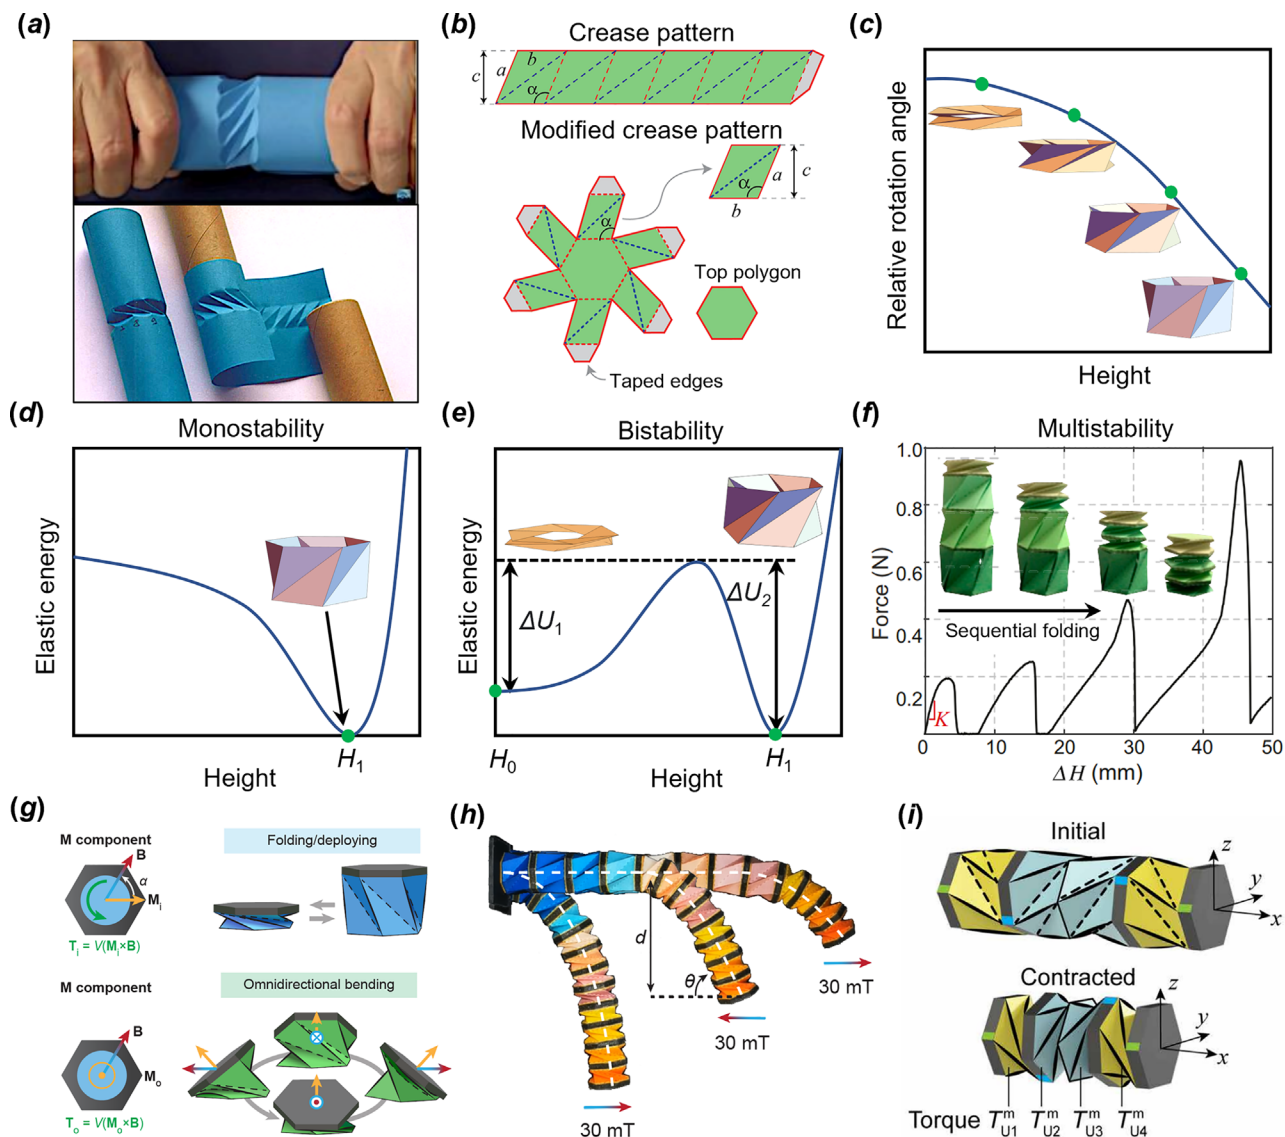 (a)
(b)
Crease pattern
b
c
a
α
Modified crease pattern
α
α
a
c
b
Top polygon
Taped edges
(c)
Relative rotation angle
Height
(d)
Monostability
Elastic energy
Height
H1
(e)
Bistability
Elastic energy
ΔU1
ΔU2
H0
Height
H1
(f)
Multistability
Force (N)
1.0
0.8
0.6
0.4
0.2
Sequential folding
K
0
10
20
30
40
50
ΔH (mm)
(g)
M component
B
α
Mi
Ti = V(Mi×B)
Folding/deploying
M component
B
Mo
To = V(Mo×B)
Omnidirectional bending
(h)
d
θ
30 mT
30 mT
30 mT
(i)
Initial
z
y
x
Contracted
z
y
x
Torque T^m_U1 T^m_U2 T^m_U3 T^m_U4